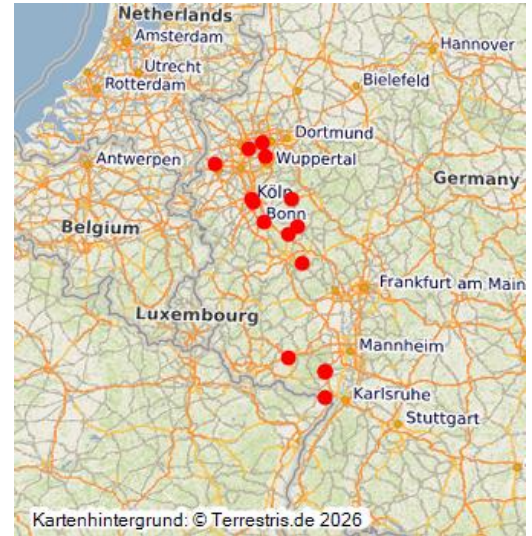 Netherlands
Amsterdam
Hannover
Utrecht
Rotterdam
Bielefeld
Dortmund
Antwerpen
Wuppertal
Germany
Köln
Bonn
Belgium
Frankfurt am Main
Luxembourg
Mannheim
Karlsruhe
Stuttgart
Kartenhintergrund: © Terrestris.de 2026